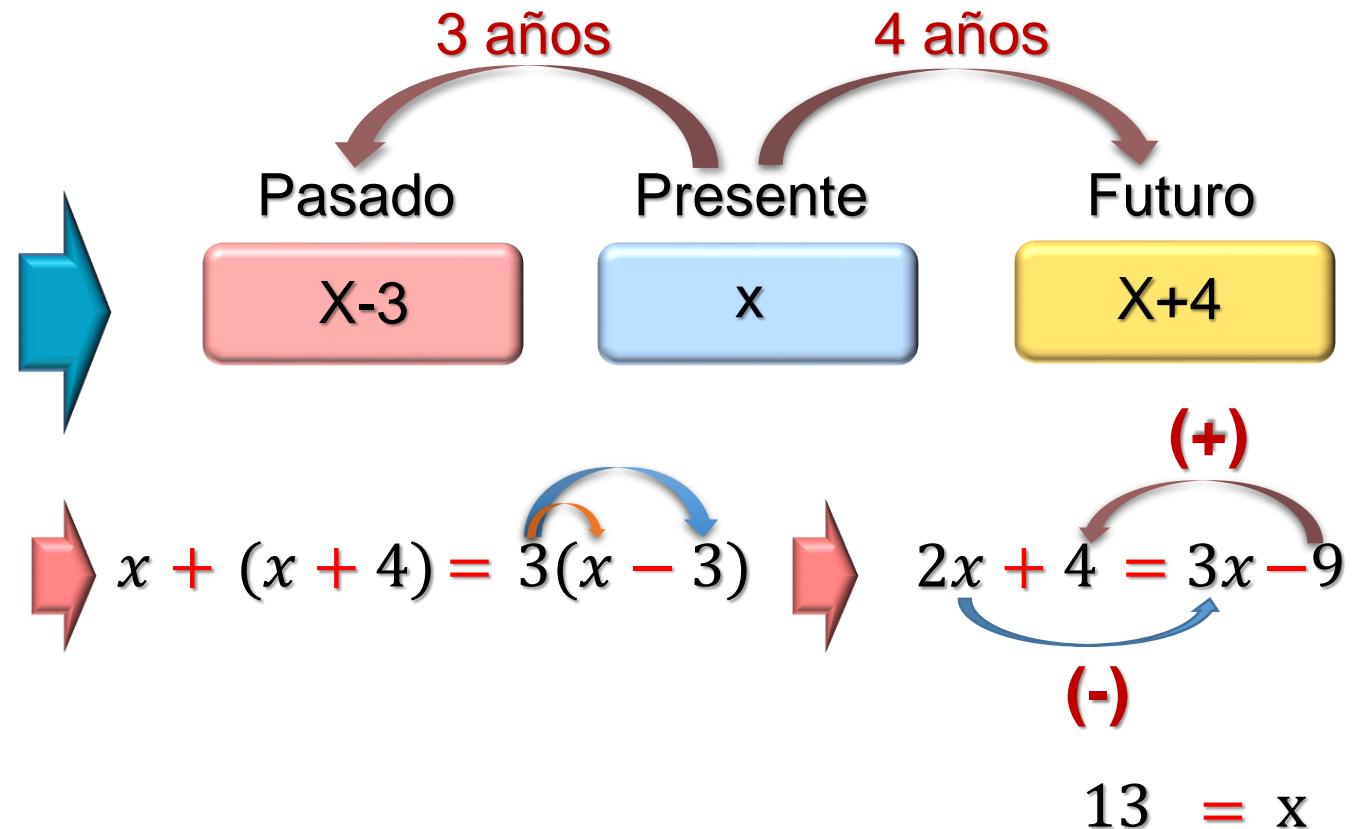 3 años 4 años
Pasado Presente Futuro
X-3 x X+4
(+)
x + (x + 4) = 3(x − 3) 2x + 4 = 3x−9
(-)
13 = x